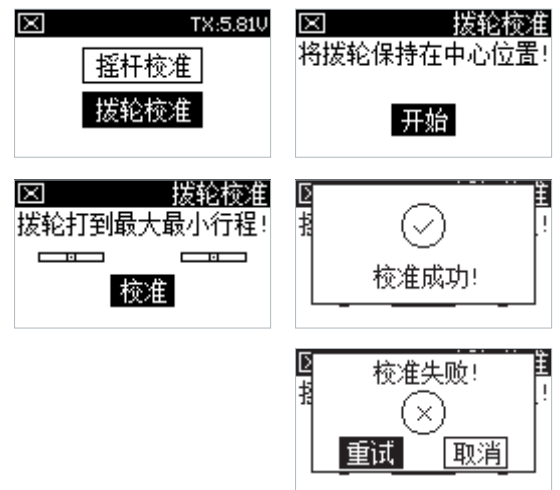 TX:5.81V
摇杆校准
拨轮校准
拨轮校准
将拨轮保持在中心位置!
开始
拨轮校准
拨轮打到最大最小行程!
校准
校准成功!
校准失败!
重试
取消